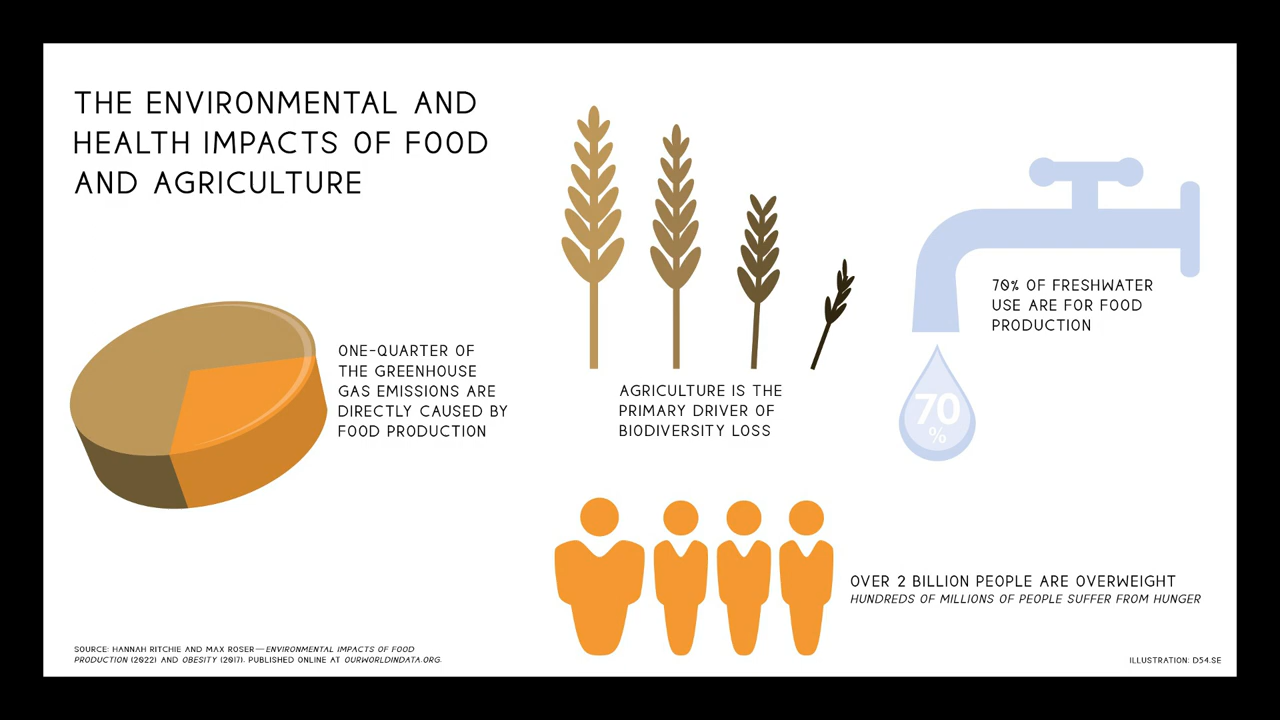 THE ENVIRONMENTAL AND
HEALTH IMPACTS OF FOOD
AND AGRICULTURE
ONE-QUARTER OF
THE GREENHOUSE
GAS EMISSIONS ARE
DIRECTLY CAUSED BY
FOOD PRODUCTION
AGRICULTURE IS THE
PRIMARY DRIVER OF
BIODIVERSITY LOSS
70% OF FRESHWATER
USE ARE FOR FOOD
PRODUCTION
70
%
OVER 2 BILLION PEOPLE ARE OVERWEIGHT
HUNDREDS OF MILLIONS OF PEOPLE SUFFER FROM HUNGER
SOURCE: HANNAH RITCHIE AND MAX ROSER—ENVIRONMENTAL IMPACTS OF FOOD
PRODUCTION (2022) AND OBESITY (2017). PUBLISHED ONLINE AT OURWORLDINDATA.ORG.
ILLUSTRATION: D54.SE